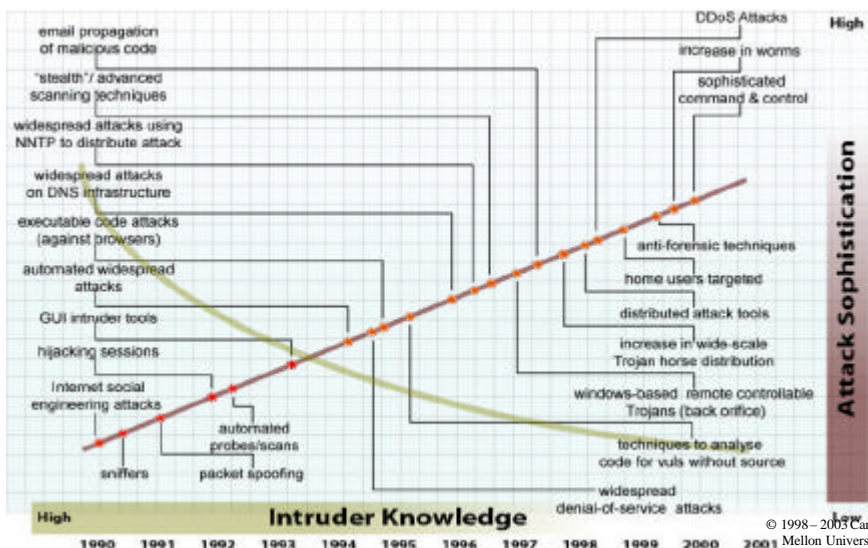 email propagation
of malicious code
"stealth"/ advanced
scanning techniques
widespread attacks using
NNTP to distribute attack
widespread attacks
on DNS infrastructure
executable code attacks
(against browsers)
automated widespread
attacks
GUI intruder tools
hijacking sessions
Internet social
engineering attacks
sniffers
automated
probes/scans
packet spoofing
DDoS Attacks
increase in worms
sophisticated
command & control
anti-forensic techniques
home users targeted
distributed attack tools
increase in wide-scale
Trojan horse distribution
windows-based remote controllable
Trojans (back orifice)
techniques to analyse
code for vuls without source
widespread
denial-of-service attacks
High
Attack Sophistication
Low
High
Intruder Knowledge
1990 1991 1992 1993 1994 1995 1996 1997 1998 1999 2000 2001
© 1998 – 2003 Car
Mellon Univers